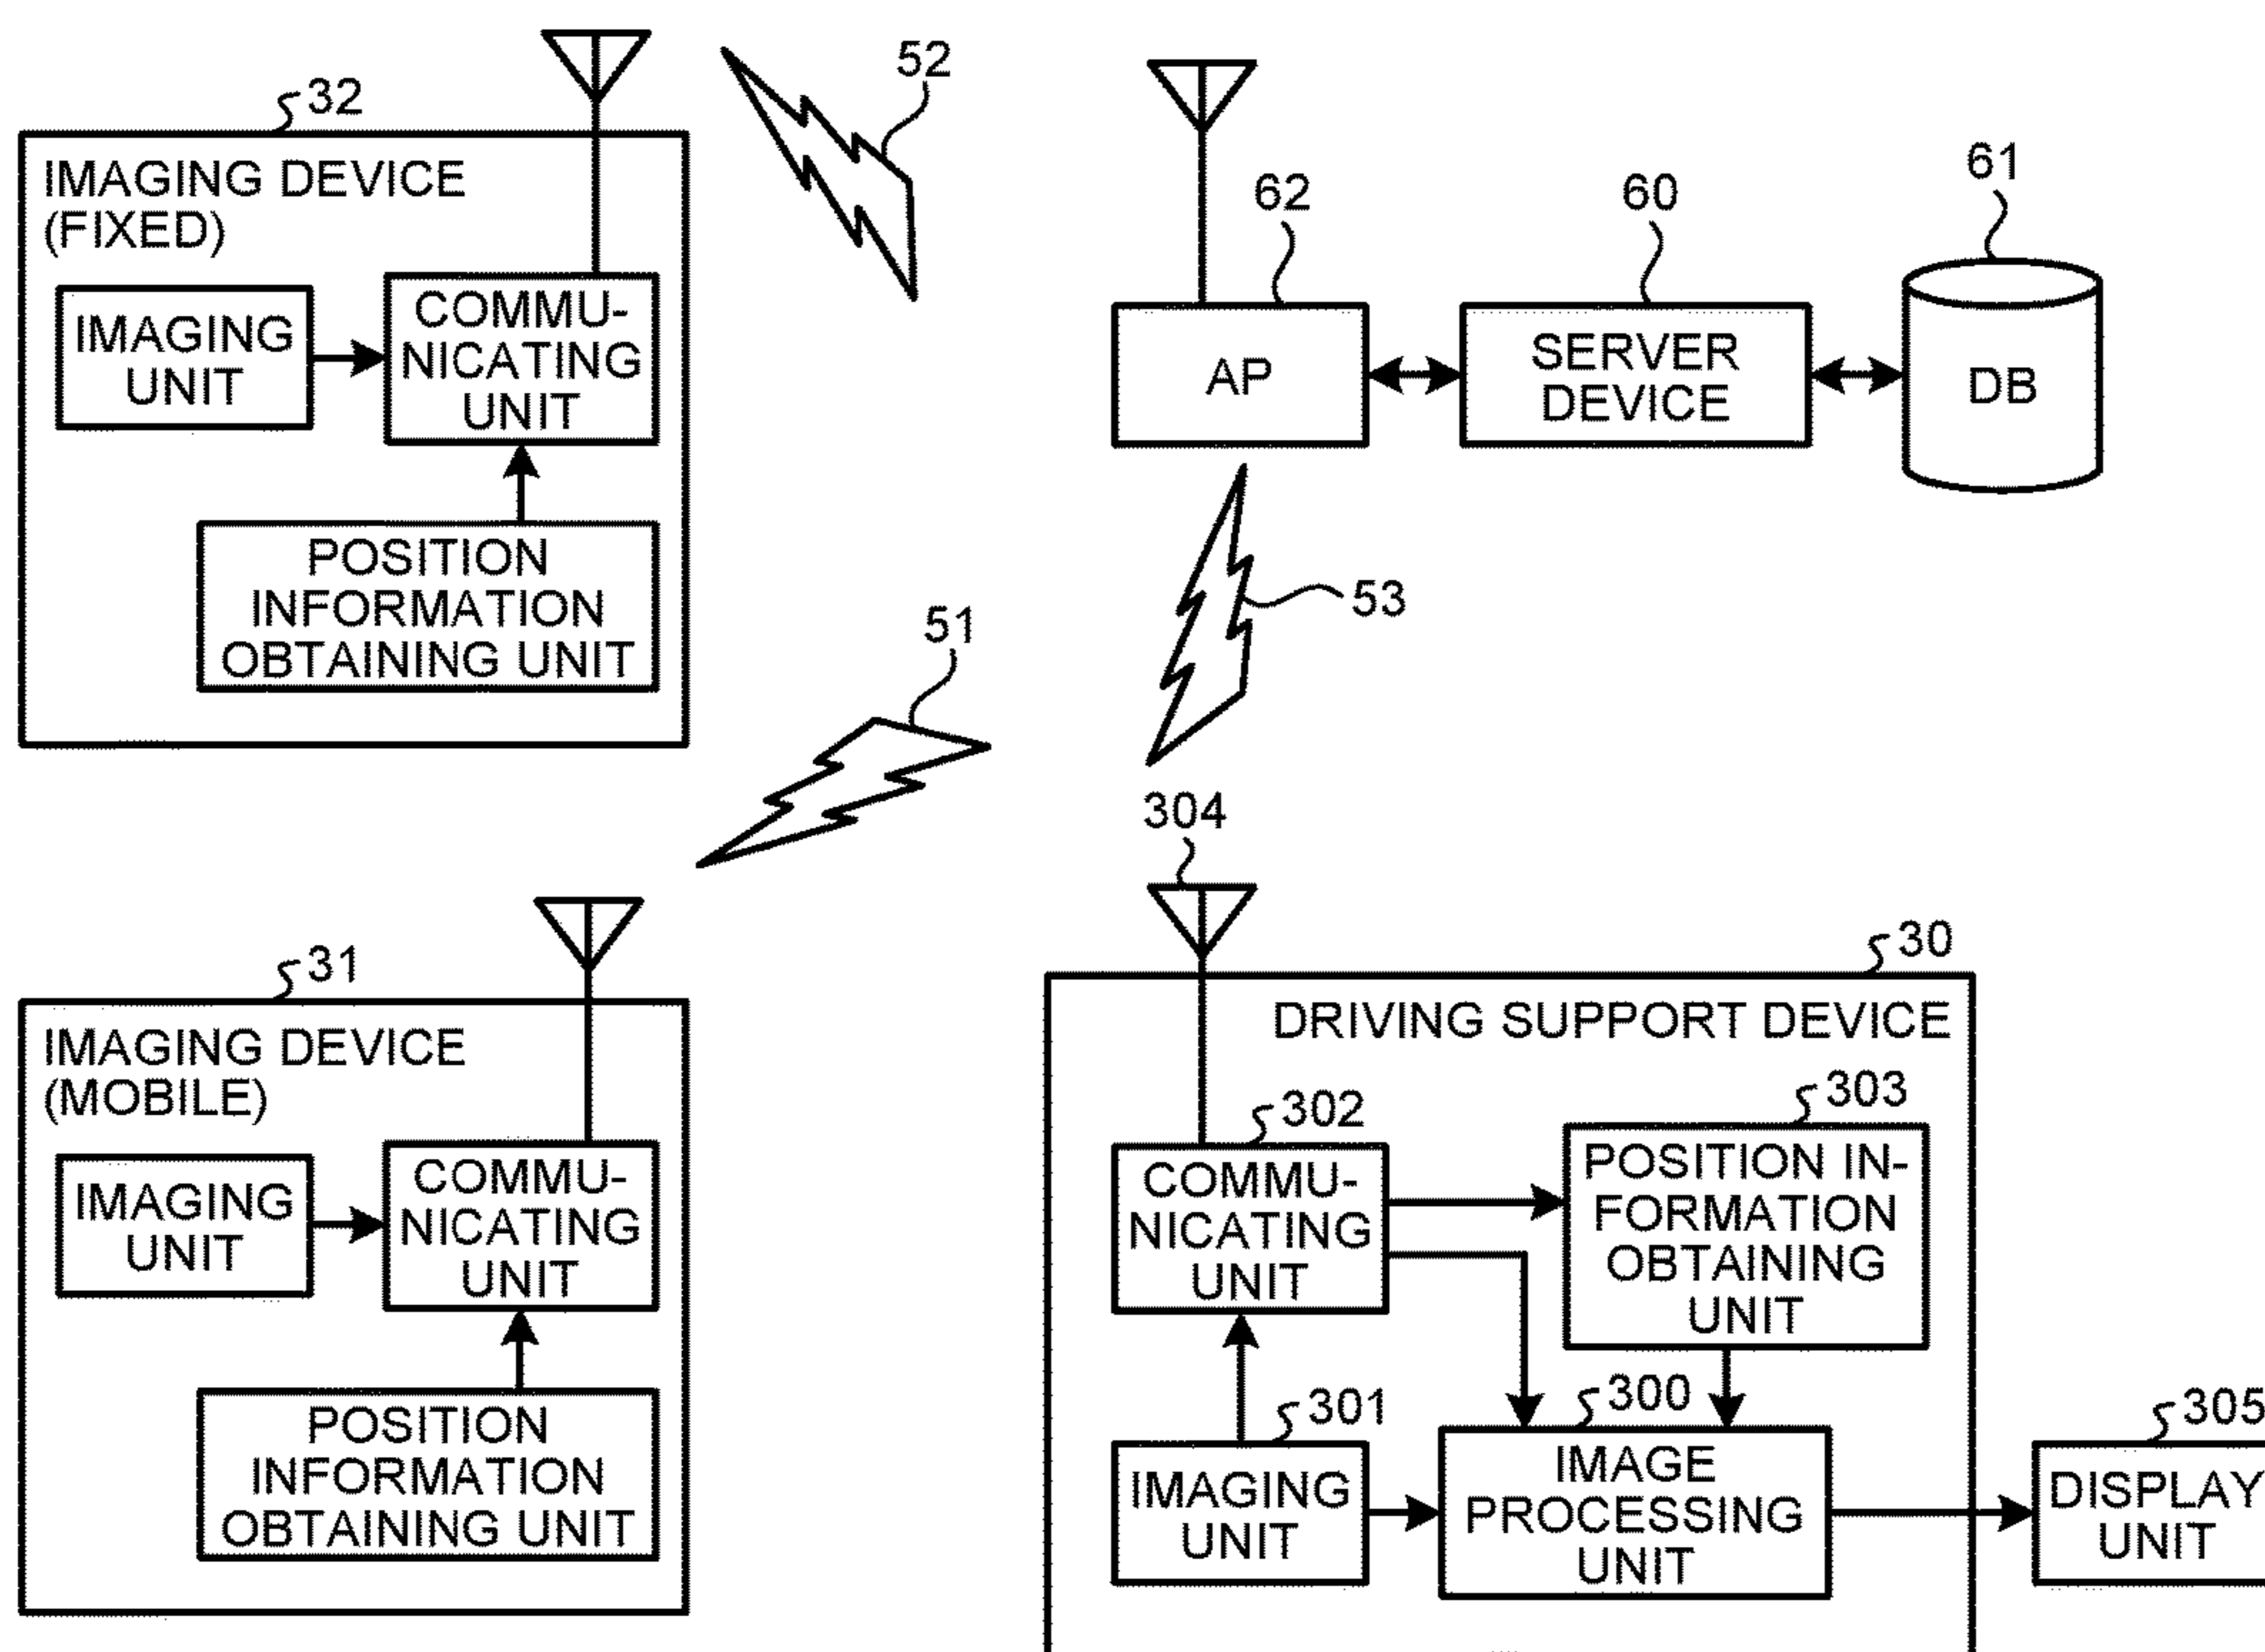 52
32
IMAGING DEVICE
(FIXED)
IMAGING
UNIT
COMMU-
NICATING
UNIT
POSITION
INFORMATION
OBTAINING UNIT
62
60
61
AP
SERVER
DEVICE
DB
53
51
31
IMAGING DEVICE
(MOBILE)
IMAGING
UNIT
COMMU-
NICATING
UNIT
POSITION
INFORMATION
OBTAINING UNIT
304
30
DRIVING SUPPORT DEVICE
302
COMMU-
NICATING
UNIT
303
POSITION IN-
FORMATION
OBTAINING
UNIT
301
IMAGING
UNIT
300
IMAGE
PROCESSING
UNIT
305
DISPLAY
UNIT